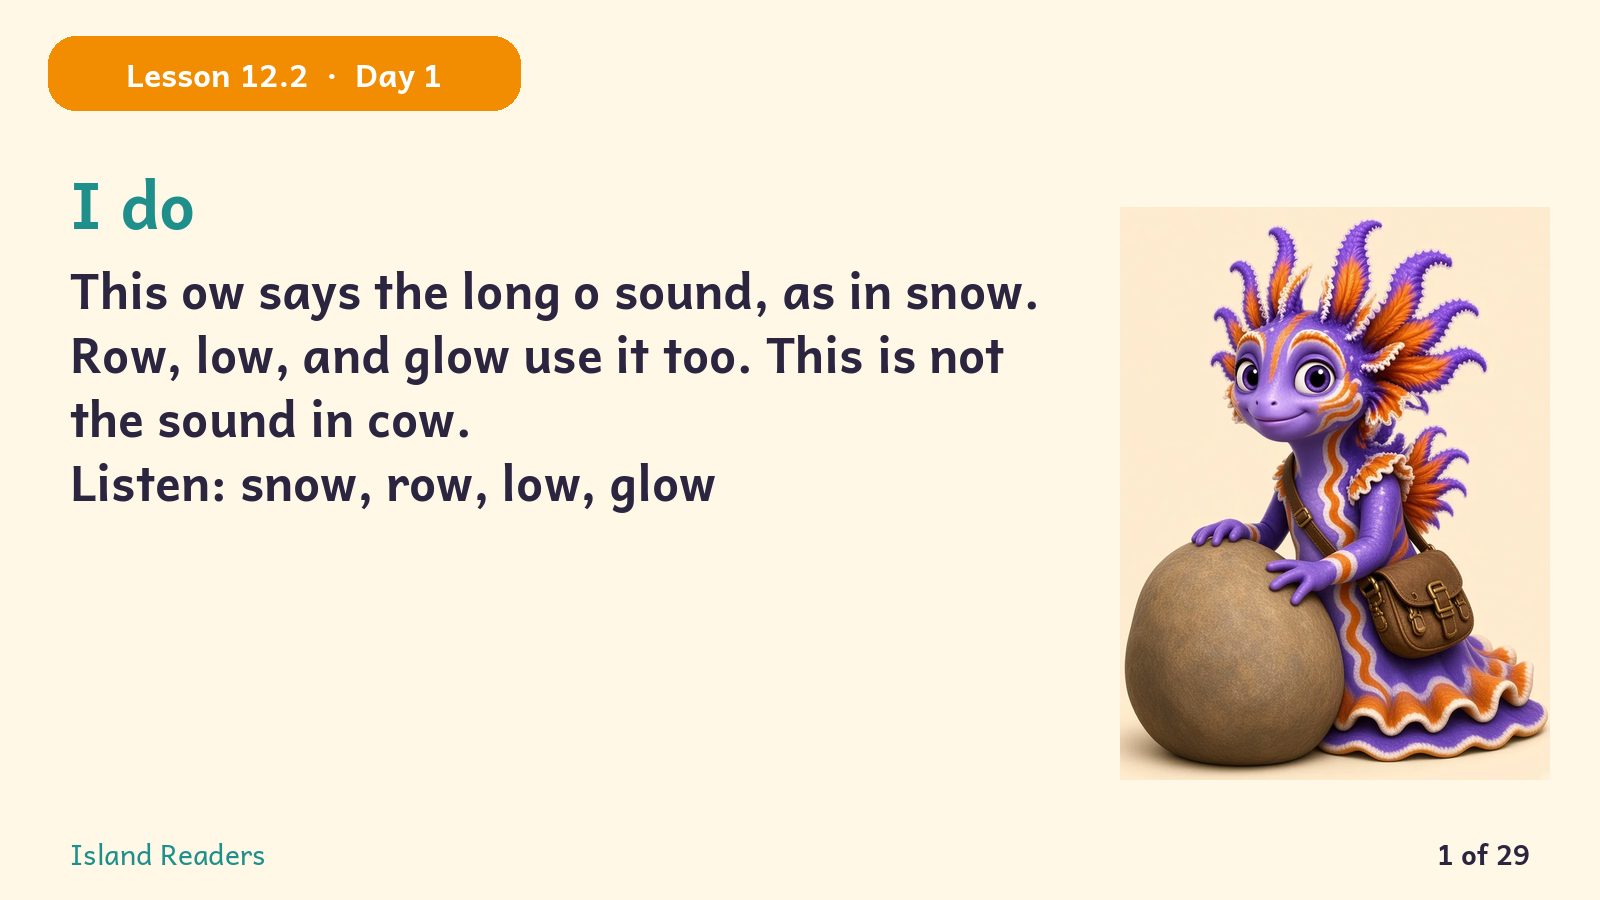 Lesson 12.2 · Day 1
I do
This ow says the long o sound, as in snow.
Row, low, and glow use it too. This is not
the sound in cow.
Listen: snow, row, low, glow
Island Readers
1 of 29